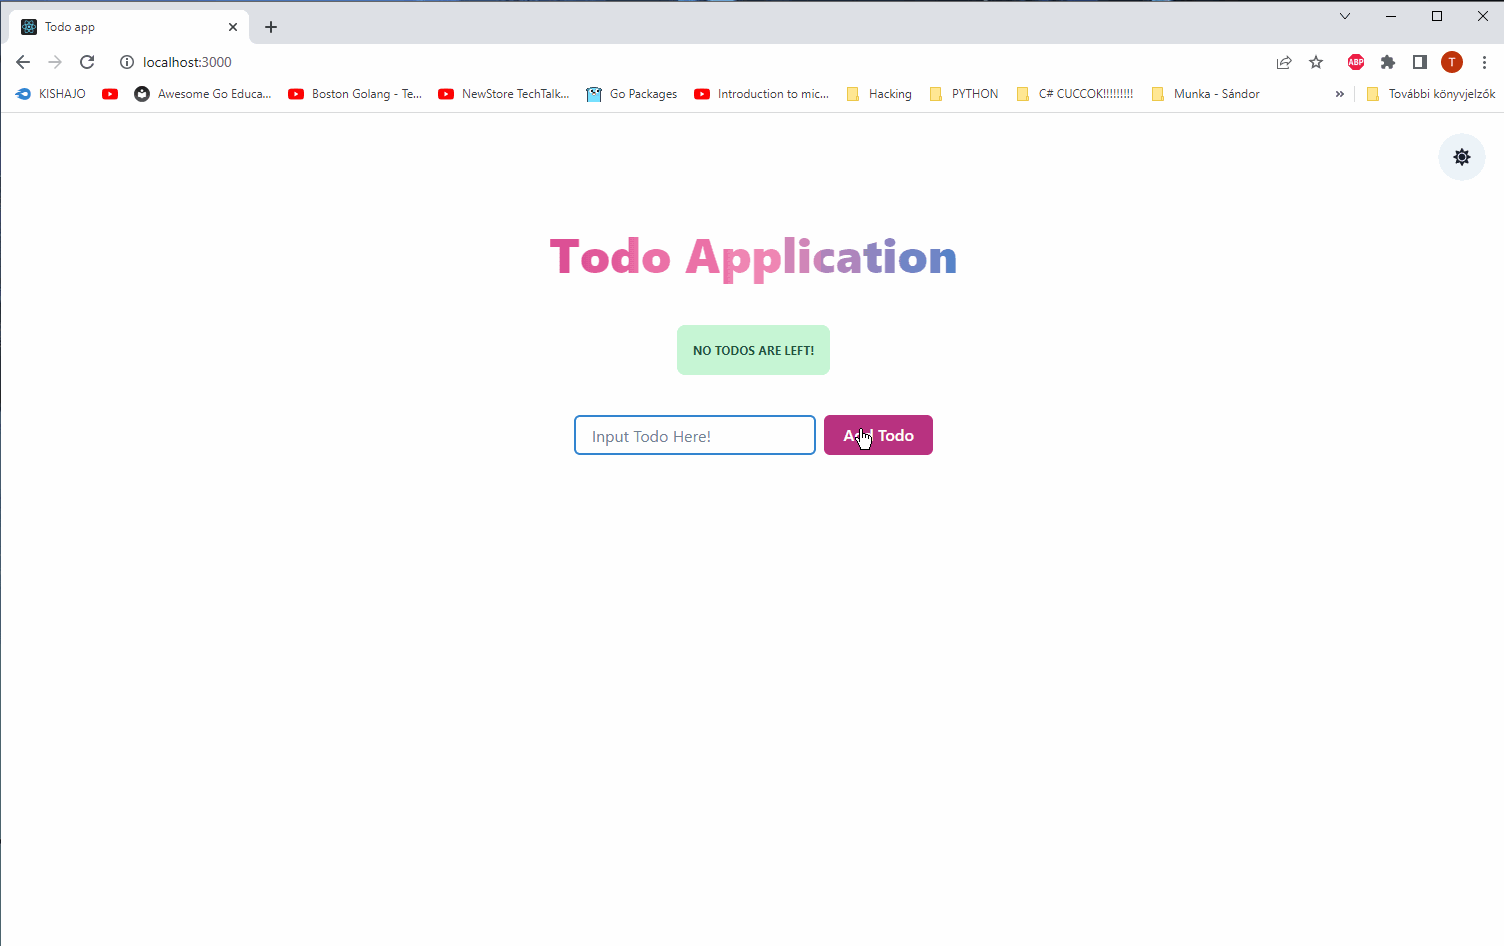 Todo app
localhost:3000
ABP
T
KISHAJO
Awesome Go Educa...
Boston Golang - Te...
NewStore TechTalk...
Go Packages
Introduction to mic...
Hacking
PYTHON
C# CUCCOK!!!!!!!!!
Munka - Sándor
»
További könyvjelzők
Todo Application
NO TODOS ARE LEFT!
Input Todo Here!
Add Todo